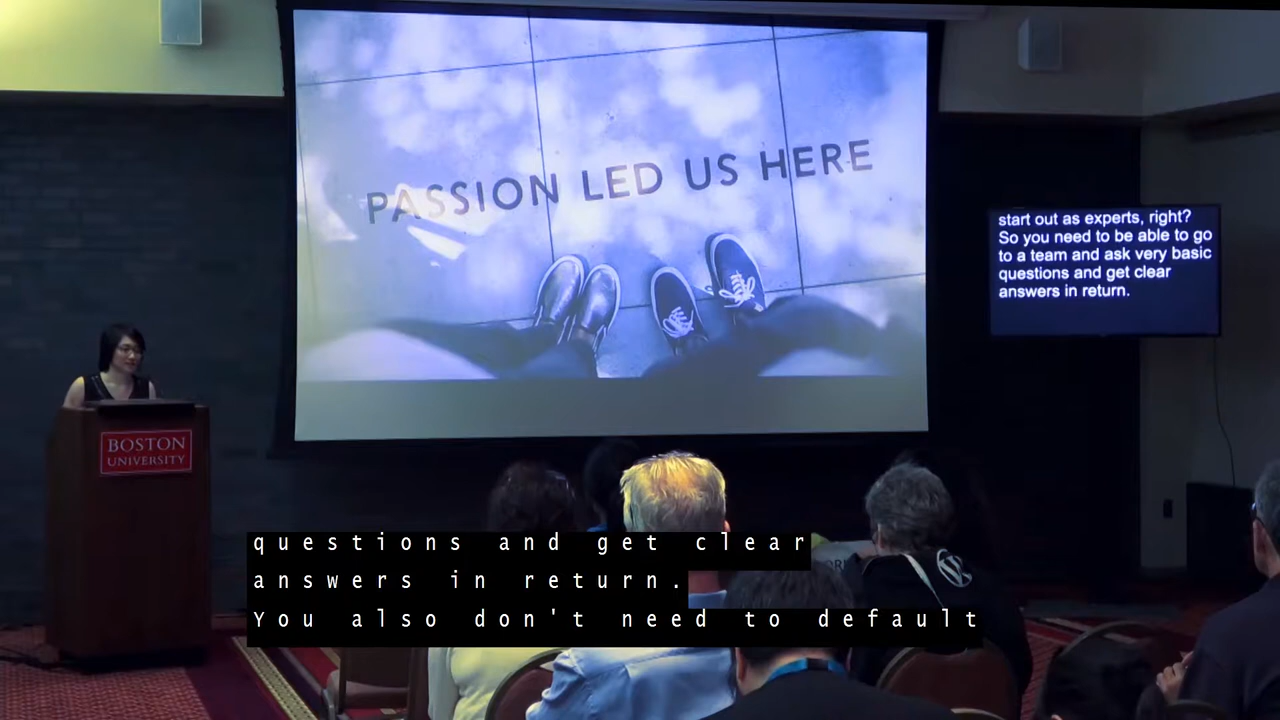 PASSION LED US HERE
start out as experts, right?
So you need to be able to go
to a team and ask very basic
questions and get clear
answers in return.
BOSTON
UNIVERSITY
questions and get clear
answers in return.
You also don't need to default